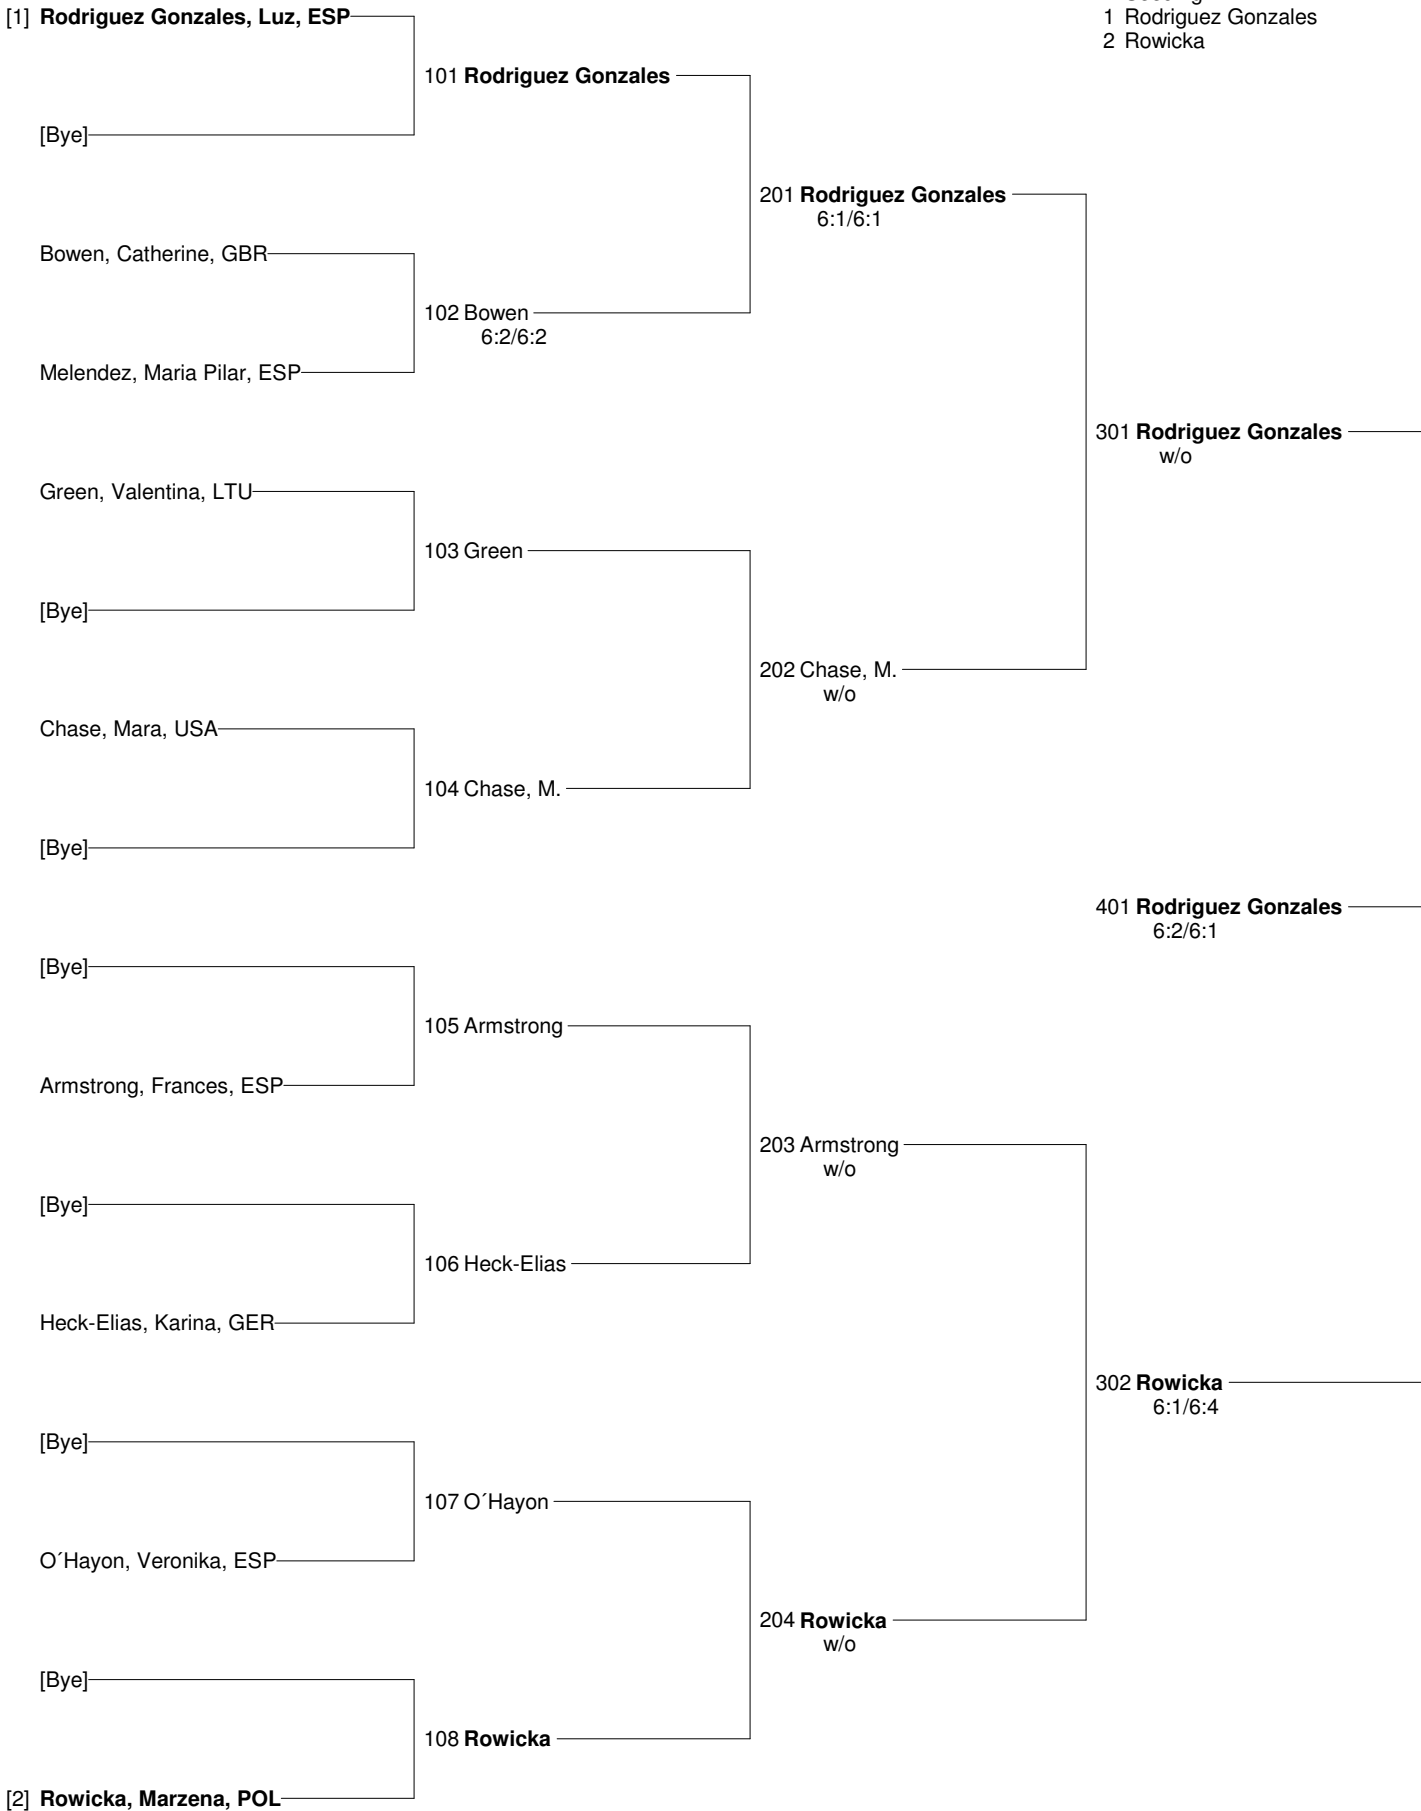 [1] Rodriguez Gonzales, Luz, ESP
1 Rodriguez Gonzales
2 Rowicka
101 Rodriguez Gonzales
[Bye]
201 Rodriguez Gonzales
6:1/6:1
Bowen, Catherine, GBR
102 Bowen
6:2/6:2
Melendez, Maria Pilar, ESP
301 Rodriguez Gonzales
w/o
Green, Valentina, LTU
103 Green
[Bye]
202 Chase, M.
w/o
Chase, Mara, USA
104 Chase, M.
[Bye]
401 Rodriguez Gonzales
6:2/6:1
[Bye]
105 Armstrong
Armstrong, Frances, ESP
203 Armstrong
w/o
[Bye]
106 Heck-Elias
Heck-Elias, Karina, GER
302 Rowicka
6:1/6:4
[Bye]
107 O´Hayon
O´Hayon, Veronika, ESP
204 Rowicka
w/o
[Bye]
108 Rowicka
[2] Rowicka, Marzena, POL